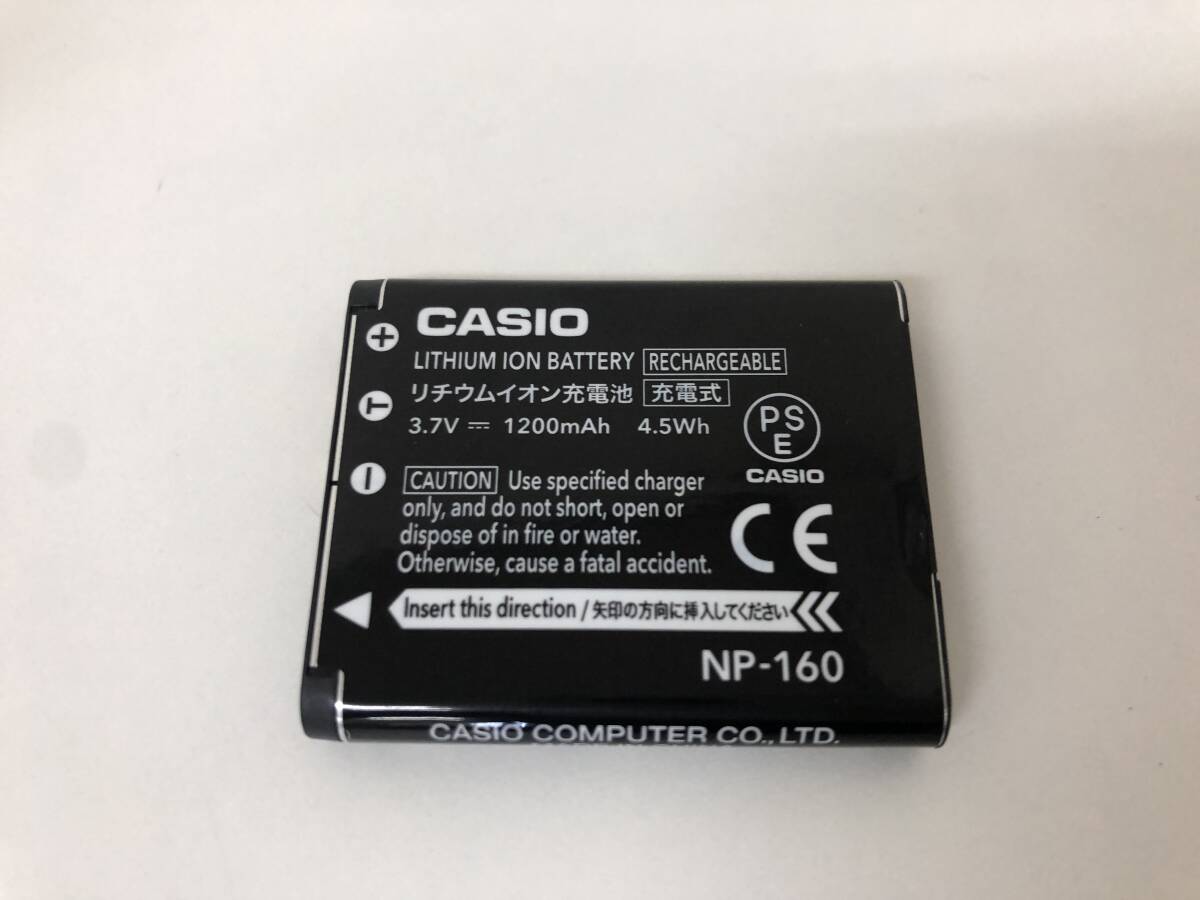 CASIO
LITHIUM ION BATTERY RECHARGEABLE
リチウムイオン充電池 充電式
3.7V 1200mAh 4.5Wh
+
T
−
PS
E
CASIO
CAUTION Use specified charger
only, and do not short, open or
dispose of in fire or water.
Otherwise, cause a fatal accident.
CE
Insert this direction / 矢印の方向に挿入してください
NP-160
CASIO COMPUTER CO., LTD.